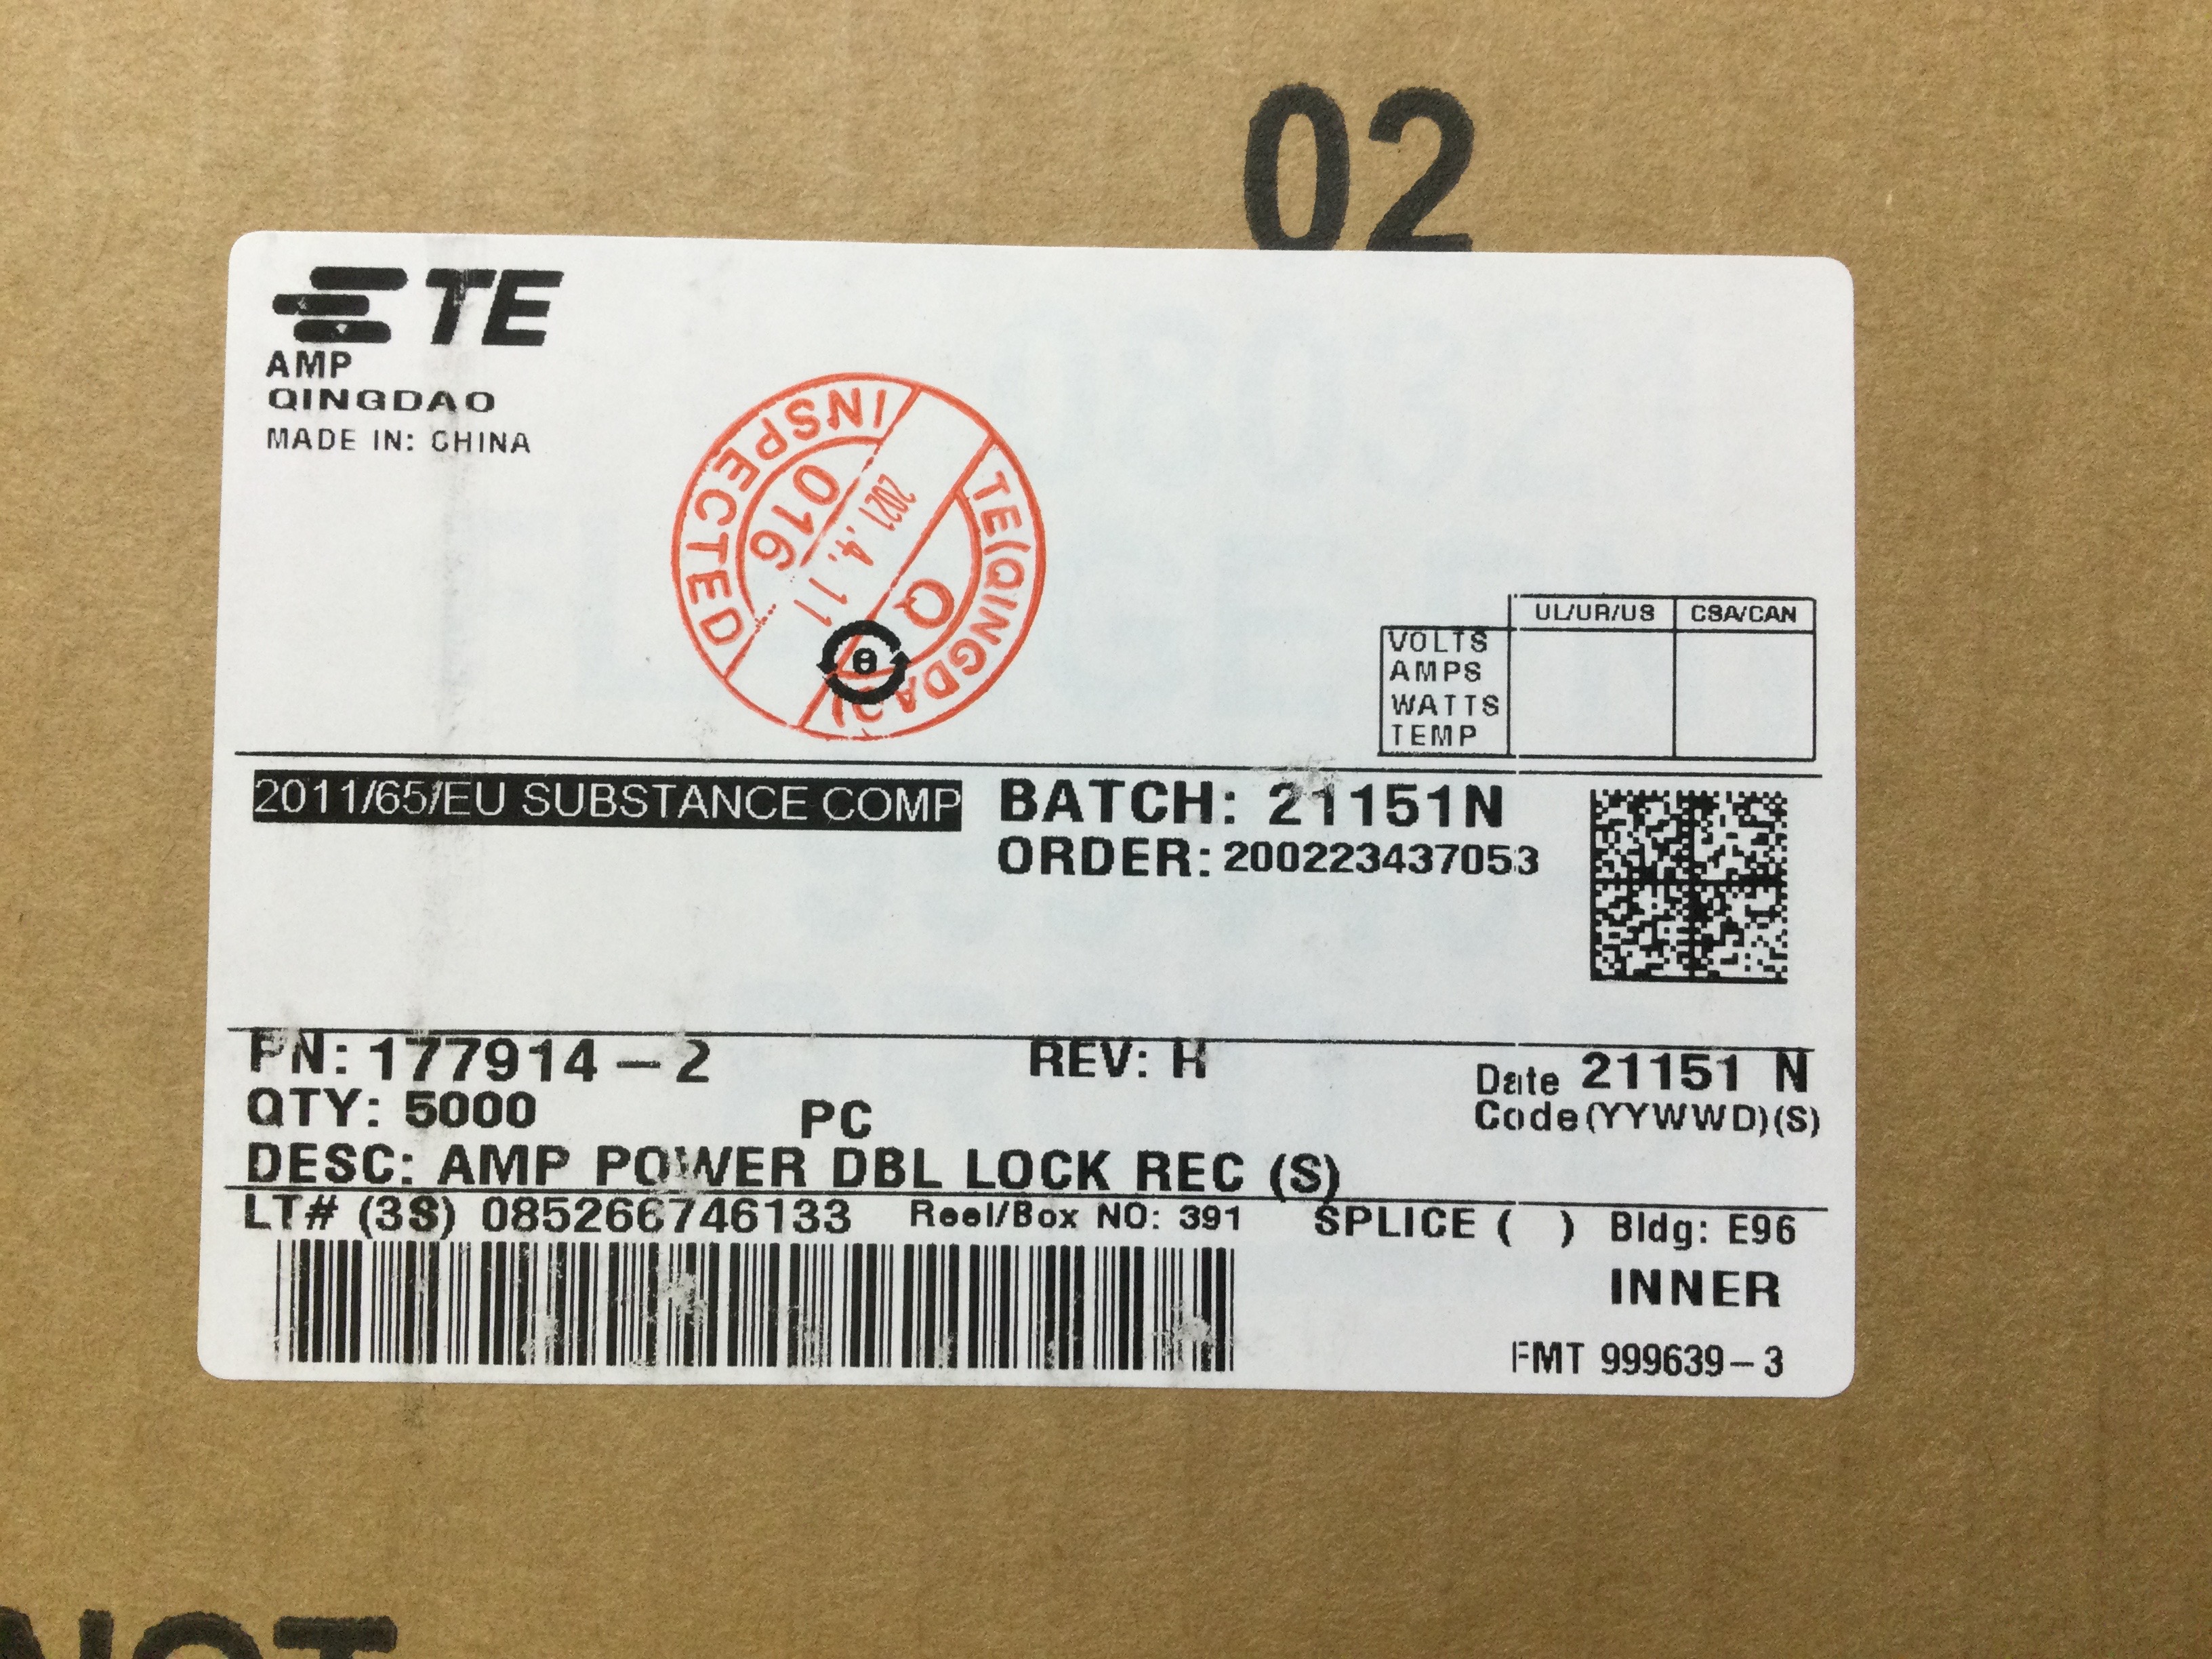 02
TE
AMP
QINGDAO
MADE IN: CHINA
INSPECTED
016
2021.4.11
Q
TE(QINGDAO)
e
UL/UR/US CSA/CAN
VOLTS
AMPS
WATTS
TEMP
2011/65/EU SUBSTANCE COMP
BATCH: 21151N
ORDER: 200223437053
PN: 177914-2 REV: H Date 21151 N
QTY: 5000 PC Code(YYWWD)(S)
DESC: AMP POWER DBL LOCK REC (S)
LT# (3S) 085266746133 Reel/Box NO: 391 SPLICE ( ) Bldg: E96
INNER
FMT 999639-3
NOT